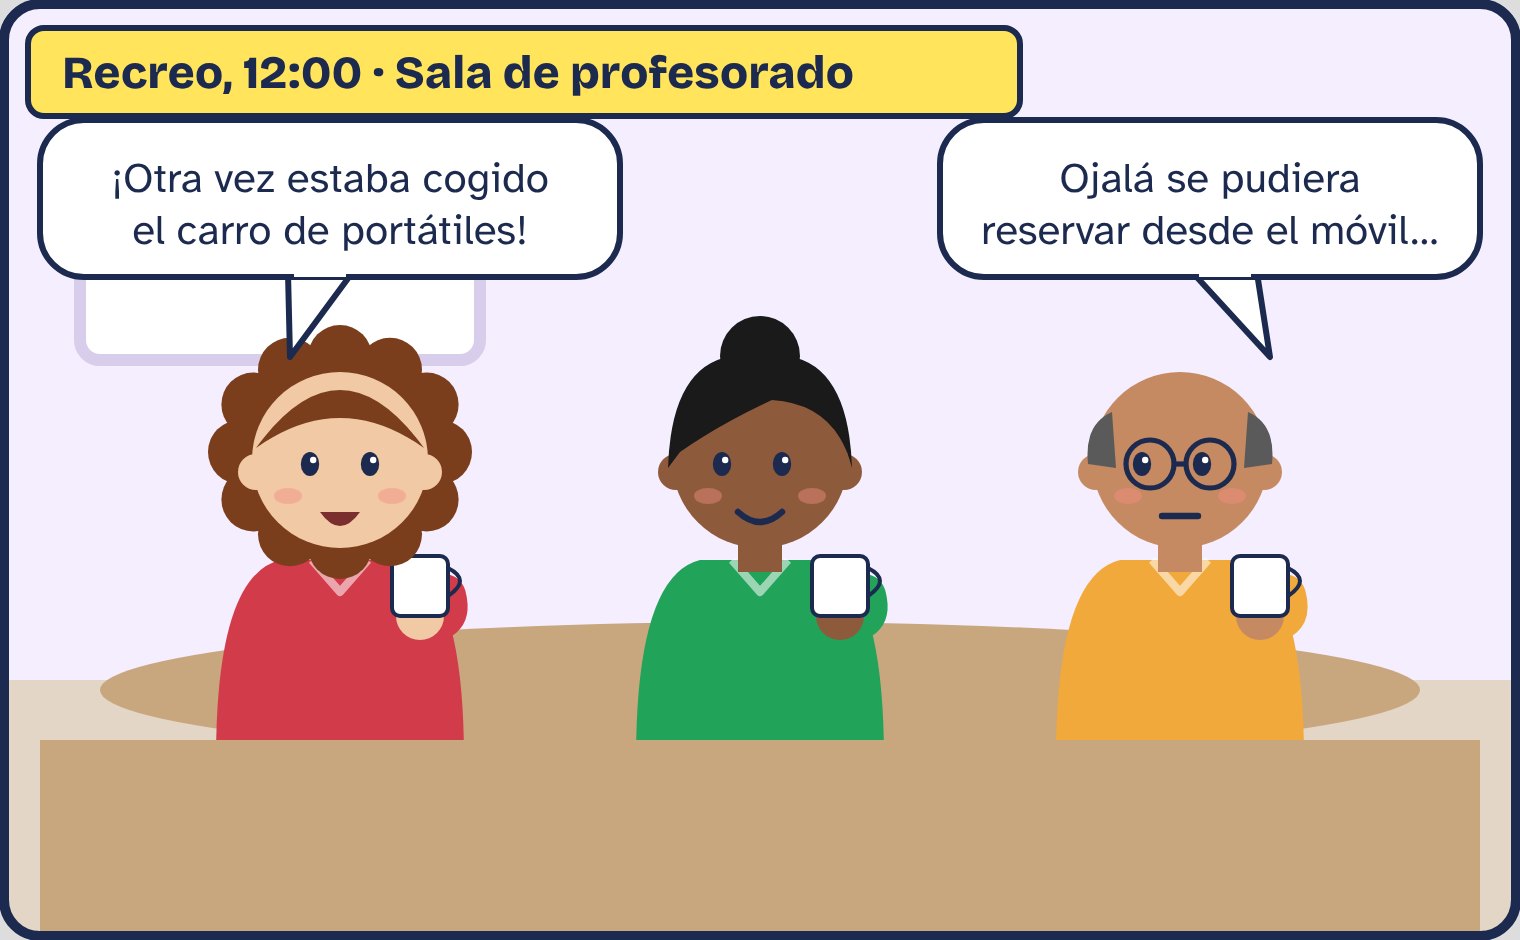 Recreo, 12:00 · Sala de profesorado
¡Otra vez estaba cogido
el carro de portátiles!
Ojalá se pudiera
reservar desde el móvil...